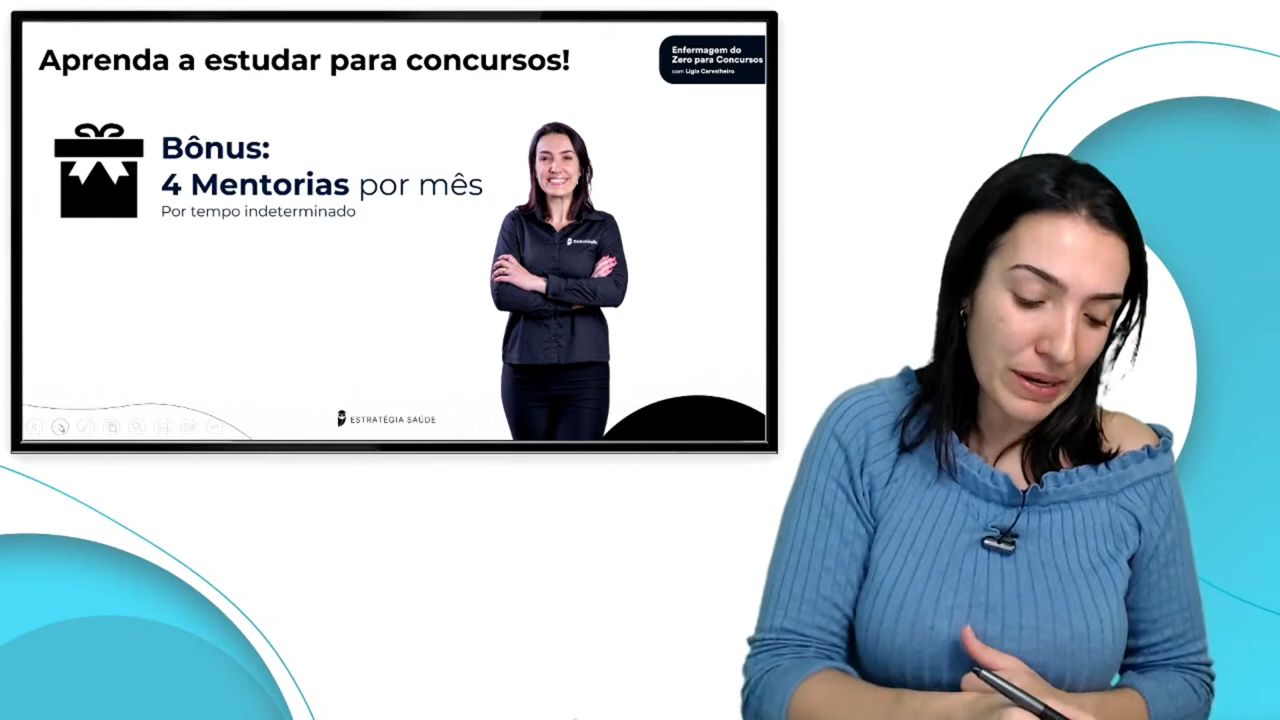 Aprenda a estudar para concursos!
Enfermagem do
Zero para Concursos
com Lígia Carvalheiro
Bônus:
4 Mentorias por mês
Por tempo indeterminado
Estratégia
ESTRATÉGIA SAÚDE